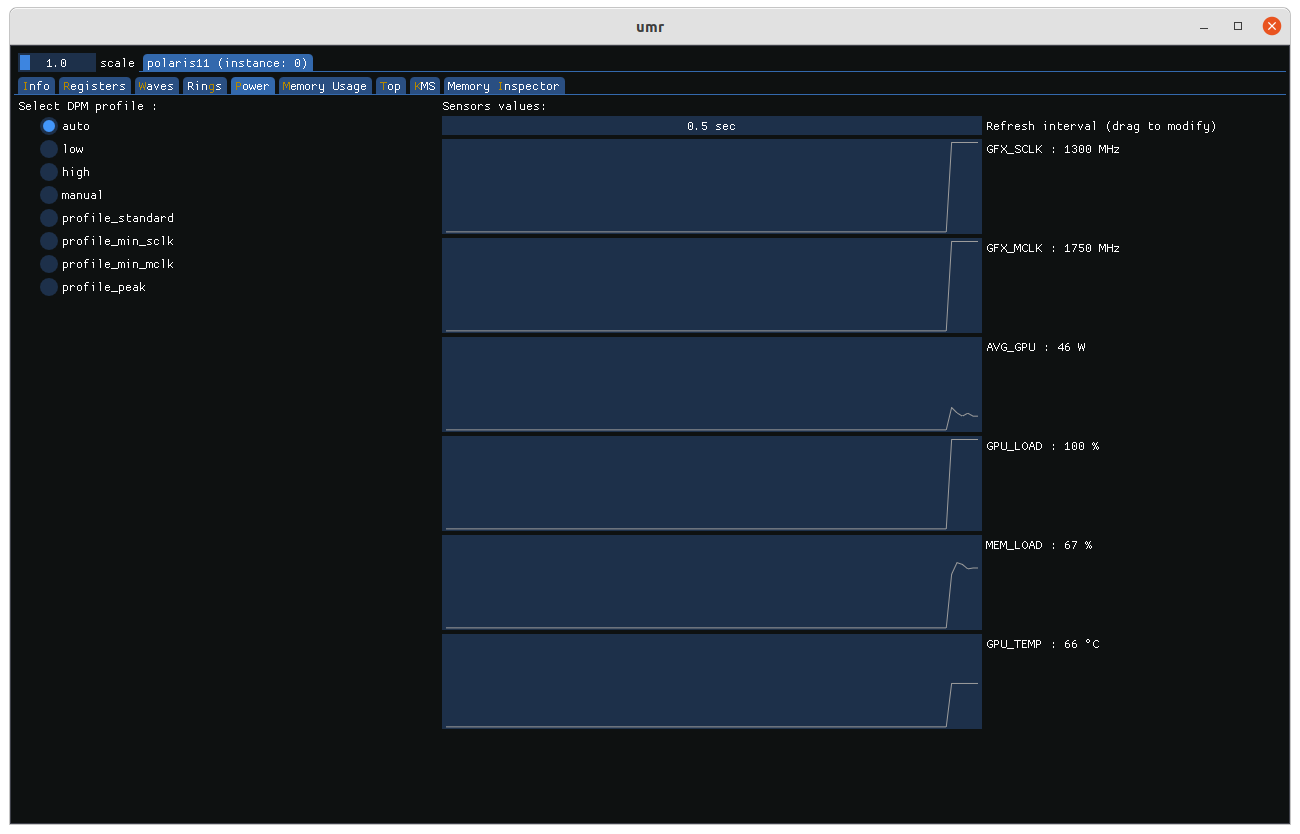 umr
1.0 scale polaris11 (instance: 0)
Info Registers Waves Rings Power Memory Usage Top KMS Memory Inspector
Select DPM profile :
auto
low
high
manual
profile_standard
profile_min_sclk
profile_min_mclk
profile_peak
Sensors values:
0.5 sec Refresh interval (drag to modify)
GFX_SCLK : 1300 MHz
GFX_MCLK : 1750 MHz
AVG_GPU : 46 W
GPU_LOAD : 100 %
MEM_LOAD : 67 %
GPU_TEMP : 66 °C